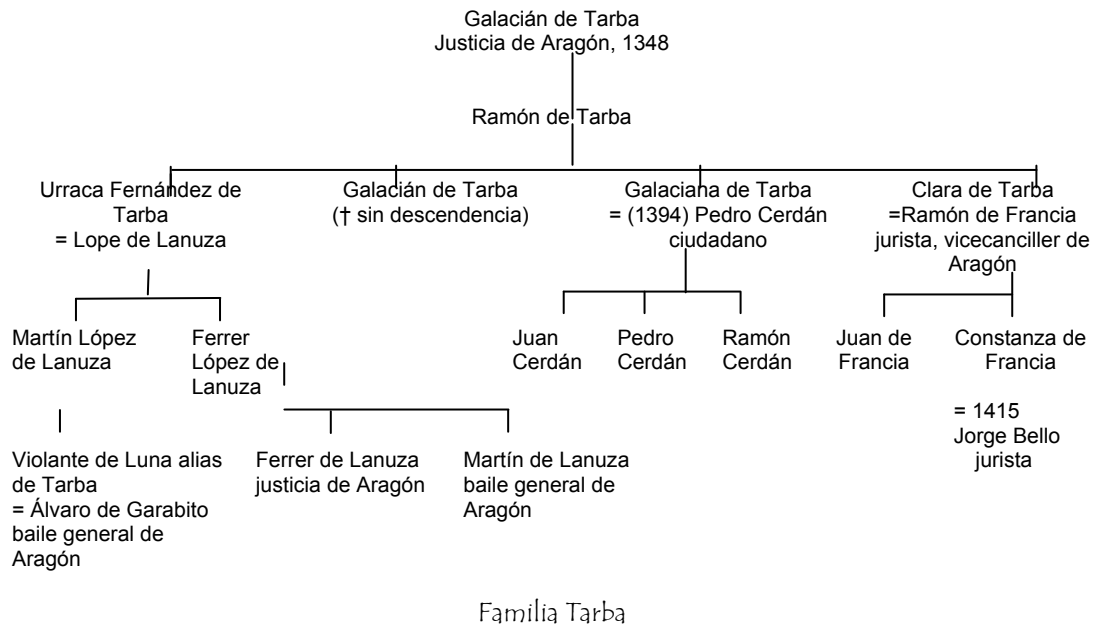 Galacián de Tarba
Justicia de Aragón, 1348
Ramón de Tarba
Urraca Fernández de
Tarba
= Lope de Lanuza
Galacián de Tarba
(† sin descendencia)
Galaciana de Tarba
= (1394) Pedro Cerdán
ciudadano
Clara de Tarba
=Ramón de Francia
jurista, vicecanciller de
Aragón
Martín López
de Lanuza
Ferrer
López de
Lanuza
Juan
Cerdán
Pedro
Cerdán
Ramón
Cerdán
Juan de
Francia
Constanza de
Francia
= 1415
Jorge Bello
jurista
Violante de Luna alias
de Tarba
= Álvaro de Garabito
baile general de
Aragón
Ferrer de Lanuza
justicia de Aragón
Martín de Lanuza
baile general de
Aragón
Familia Tarba